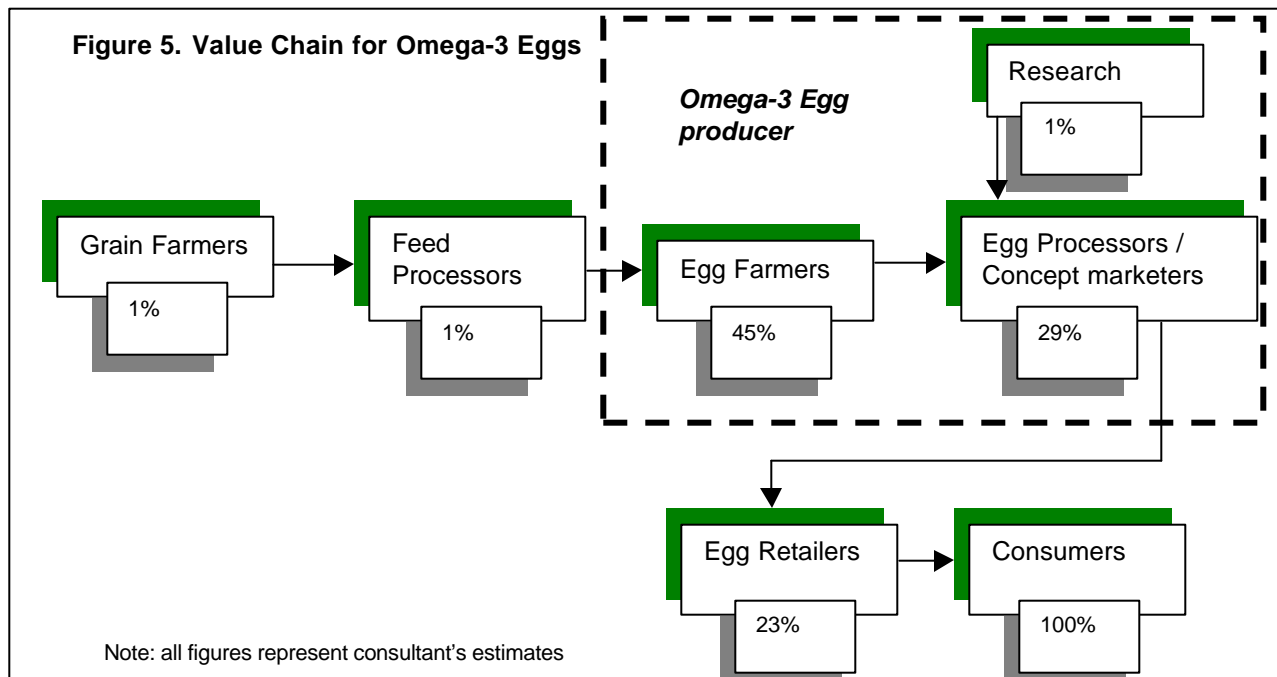 Figure 5. Value Chain for Omega-3 Eggs
Omega-3 Egg
producer
Research
1%
Grain Farmers
1%
Feed
Processors
1%
Egg Farmers
45%
Egg Processors /
Concept marketers
29%
Egg Retailers
23%
Consumers
100%
Note: all figures represent consultant's estimates